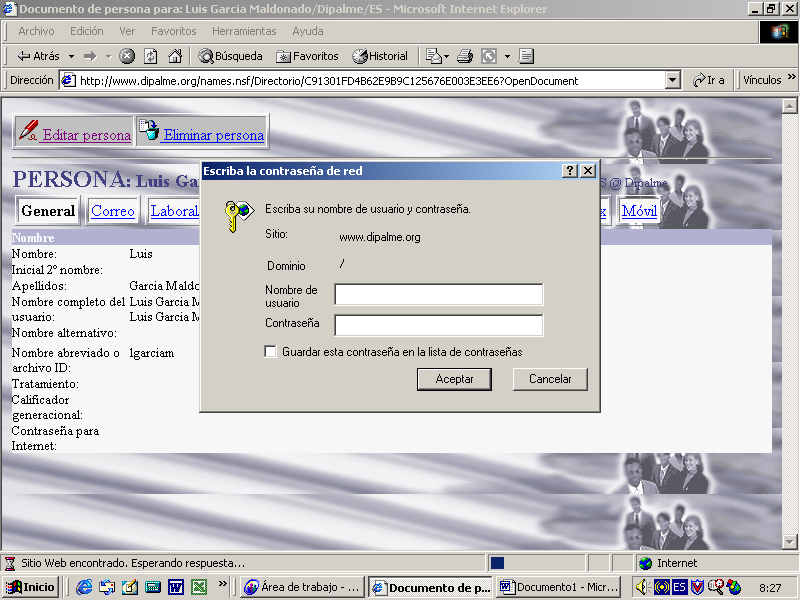 Documento de persona para: Luis Garcia Maldonado/Dipalme/ES - Microsoft Internet Explorer
Archivo Edición Ver Favoritos Herramientas Ayuda
Atrás Búsqueda Favoritos Historial
Dirección http://www.dipalme.org/names.nsf/Directorio/C91301FD4B62E9B9C125676E003E3EE6?OpenDocument Ir a Vínculos »
Editar persona Eliminar persona
PERSONA: Luis Ga
S @ Dipalme
General Correo Laboral x Móvil
Escriba la contraseña de red
Escriba su nombre de usuario y contraseña.
Sitio: www.dipalme.org
Dominio /
Nombre de
usuario
Contraseña
Guardar esta contraseña en la lista de contraseñas
Aceptar Cancelar
Nombre
Nombre: Luis
Inicial 2º nombre:
Apellidos: Garcia Maldo
Nombre completo del Luis Garcia M
usuario: Luis Garcia M
Nombre alternativo:
Nombre abreviado o lgarciam
archivo ID:
Tratamiento:
Calificador
generacional:
Contraseña para
Internet:
Sitio Web encontrado. Esperando respuesta... Internet
Inicio » Área de trabajo - ... Documento de p... Documento1 - Micr... ES 8:27